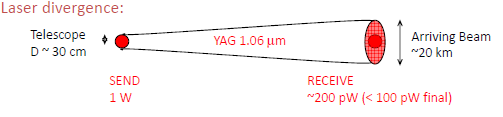 Laser divergence:
Telescope
D ~ 30 cm
YAG 1.06 μm
Arriving Beam
~20 km
SEND
1 W
RECEIVE
~200 pW (< 100 pW final)